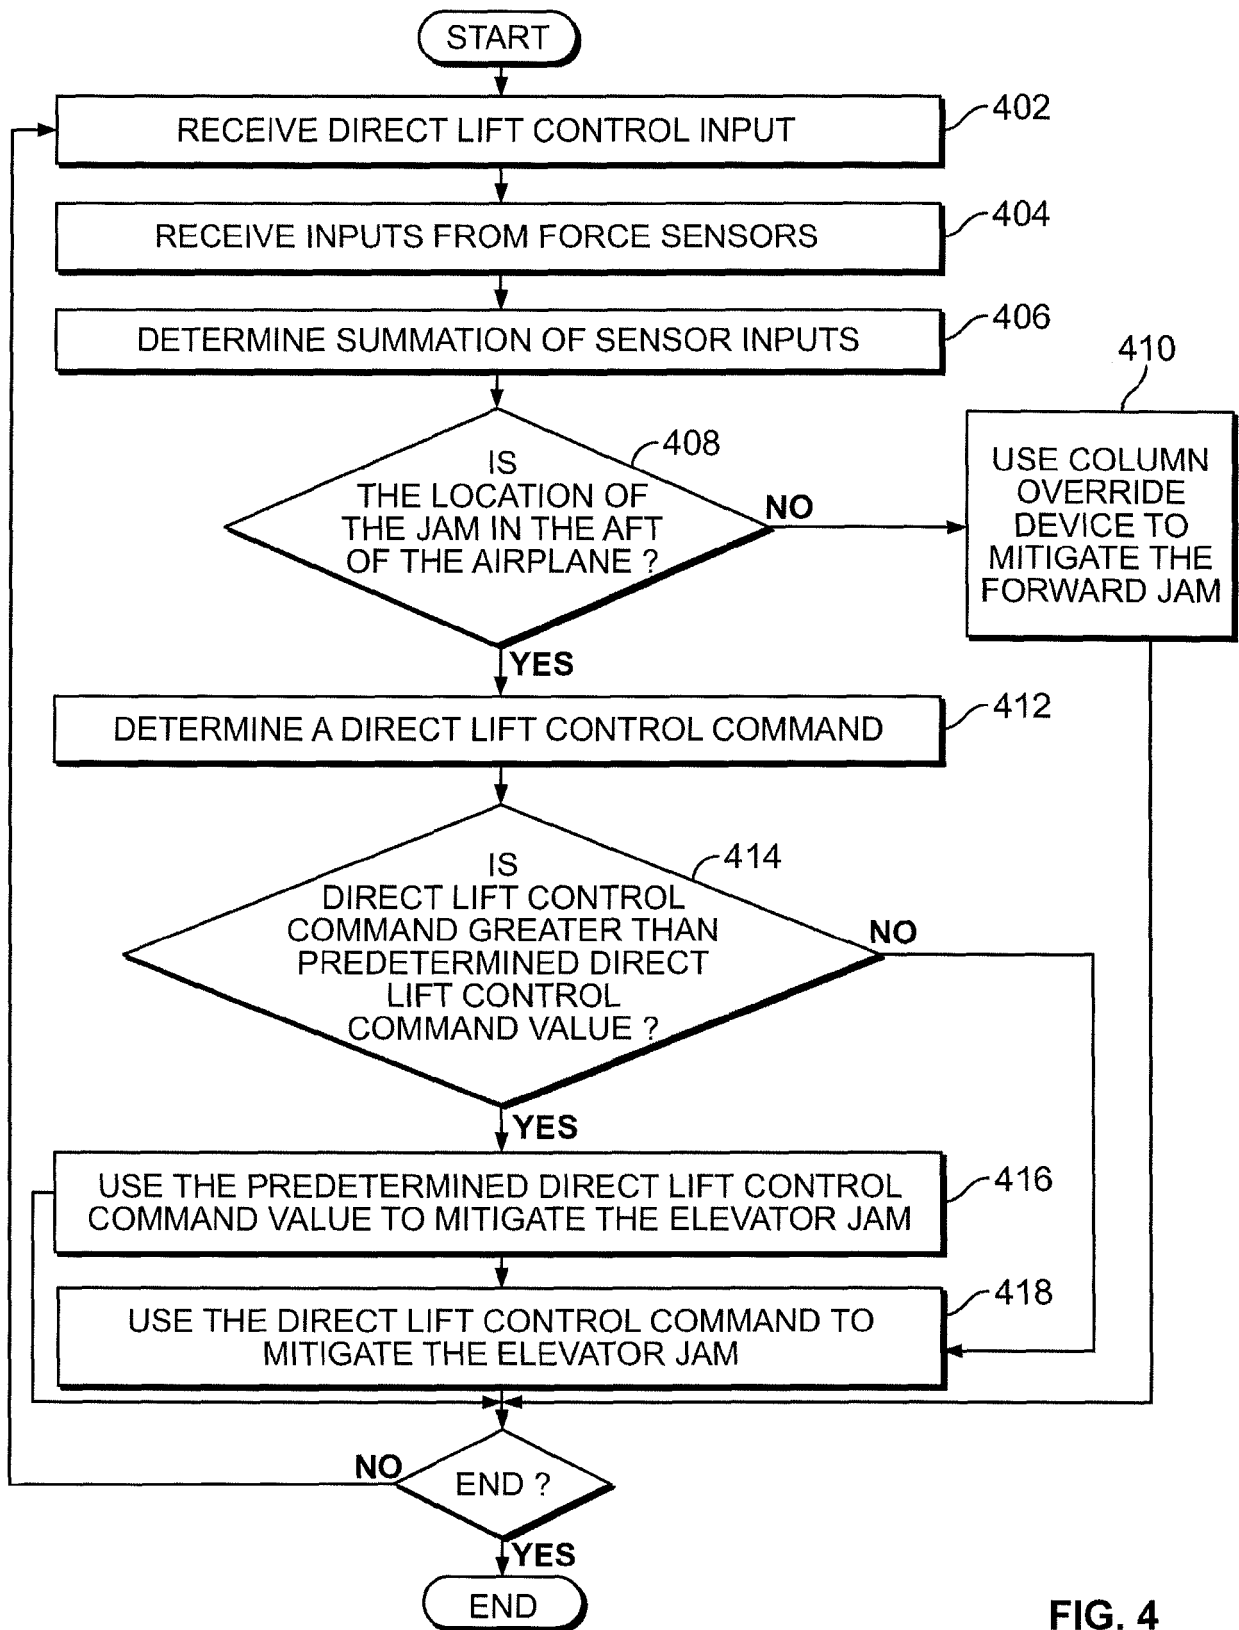 START
RECEIVE DIRECT LIFT CONTROL INPUT
402
RECEIVE INPUTS FROM FORCE SENSORS
404
DETERMINE SUMMATION OF SENSOR INPUTS
406
IS
THE LOCATION OF
THE JAM IN THE AFT
OF THE AIRPLANE ?
408
NO
410
USE COLUMN
OVERRIDE
DEVICE TO
MITIGATE THE
FORWARD JAM
YES
DETERMINE A DIRECT LIFT CONTROL COMMAND
412
IS
DIRECT LIFT CONTROL
COMMAND GREATER THAN
PREDETERMINED DIRECT
LIFT CONTROL
COMMAND VALUE ?
414
NO
YES
USE THE PREDETERMINED DIRECT LIFT CONTROL
COMMAND VALUE TO MITIGATE THE ELEVATOR JAM
416
USE THE DIRECT LIFT CONTROL COMMAND TO
MITIGATE THE ELEVATOR JAM
418
NO
END ?
YES
END
FIG. 4